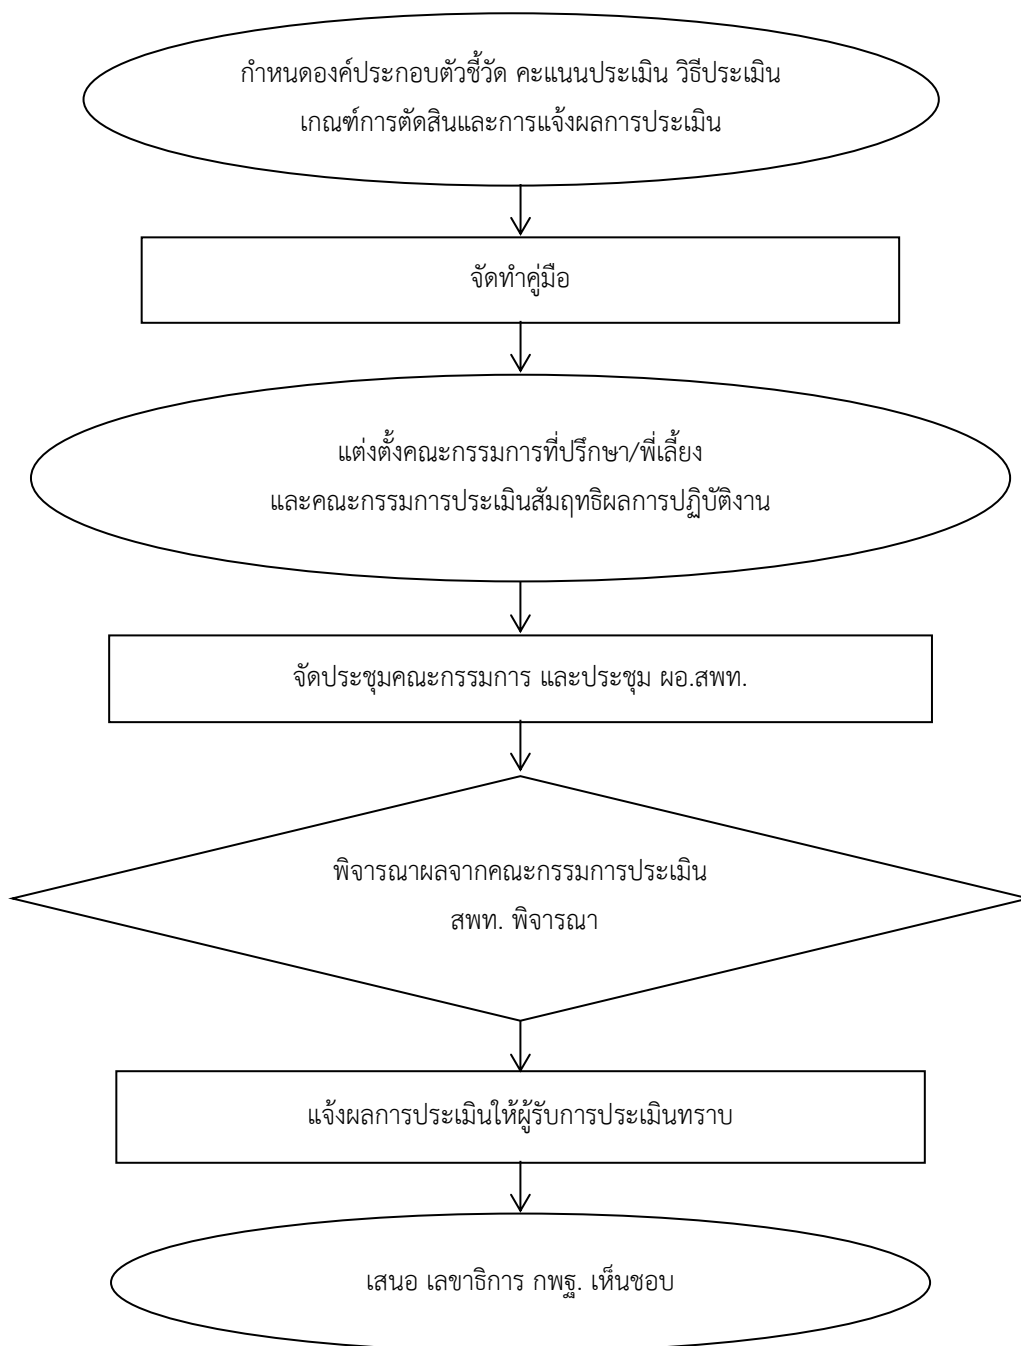 กำหนดองค์ประกอบตัวชี้วัด คะแนนประเมิน วิธีประเมิน
เกณฑ์การตัดสินและการแจ้งผลการประเมิน
จัดทำคู่มือ
แต่งตั้งคณะกรรมการที่ปรึกษา/พี่เลี้ยง
และคณะกรรมการประเมินสัมฤทธิผลการปฏิบัติงาน
จัดประชุมคณะกรรมการ และประชุม ผอ.สพท.
พิจารณาผลจากคณะกรรมการประเมิน
สพท. พิจารณา
แจ้งผลการประเมินให้ผู้รับการประเมินทราบ
เสนอ เลขาธิการ กพฐ. เห็นชอบ